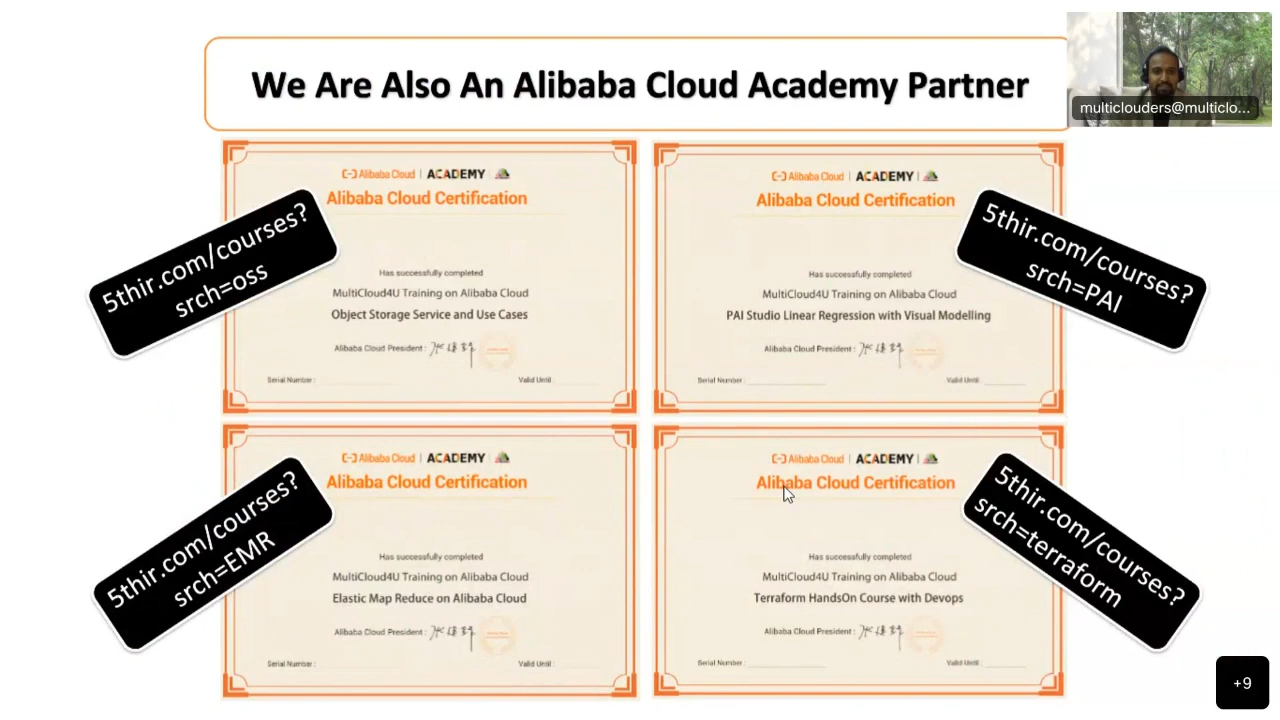 We Are Also An Alibaba Cloud Academy Partner
multiclouders@multiclo...
Alibaba Cloud | ACADEMY |
Alibaba Cloud Certification
Has successfully completed
MultiCloud4U Training on Alibaba Cloud
Object Storage Service and Use Cases
Alibaba Cloud President :
Serial Number :
Valid Until :
5thir.com/courses?
srch=oss
Alibaba Cloud | ACADEMY |
Alibaba Cloud Certification
Has successfully completed
MultiCloud4U Training on Alibaba Cloud
PAI Studio Linear Regression with Visual Modelling
Alibaba Cloud President :
Serial Number :
Valid Until :
5thir.com/courses?
srch=PAI
Alibaba Cloud | ACADEMY |
Alibaba Cloud Certification
Has successfully completed
MultiCloud4U Training on Alibaba Cloud
Elastic Map Reduce on Alibaba Cloud
Alibaba Cloud President :
Serial Number :
Valid Until :
5thir.com/courses?
srch=EMR
Alibaba Cloud | ACADEMY |
Alibaba Cloud Certification
Has successfully completed
MultiCloud4U Training on Alibaba Cloud
Terraform HandsOn Course with Devops
Alibaba Cloud President :
Serial Number :
Valid Until :
5thir.com/courses?
srch=terraform
+9